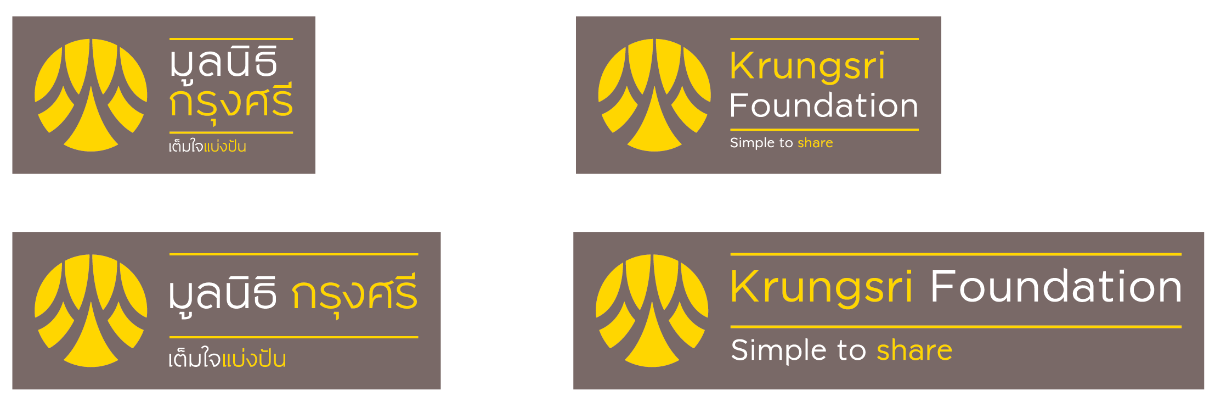 มูลนิธิ
กรุงศรี
เต็มใจแบ่งปัน
Krungsri
Foundation
Simple to share
มูลนิธิ กรุงศรี
เต็มใจแบ่งปัน
Krungsri Foundation
Simple to share